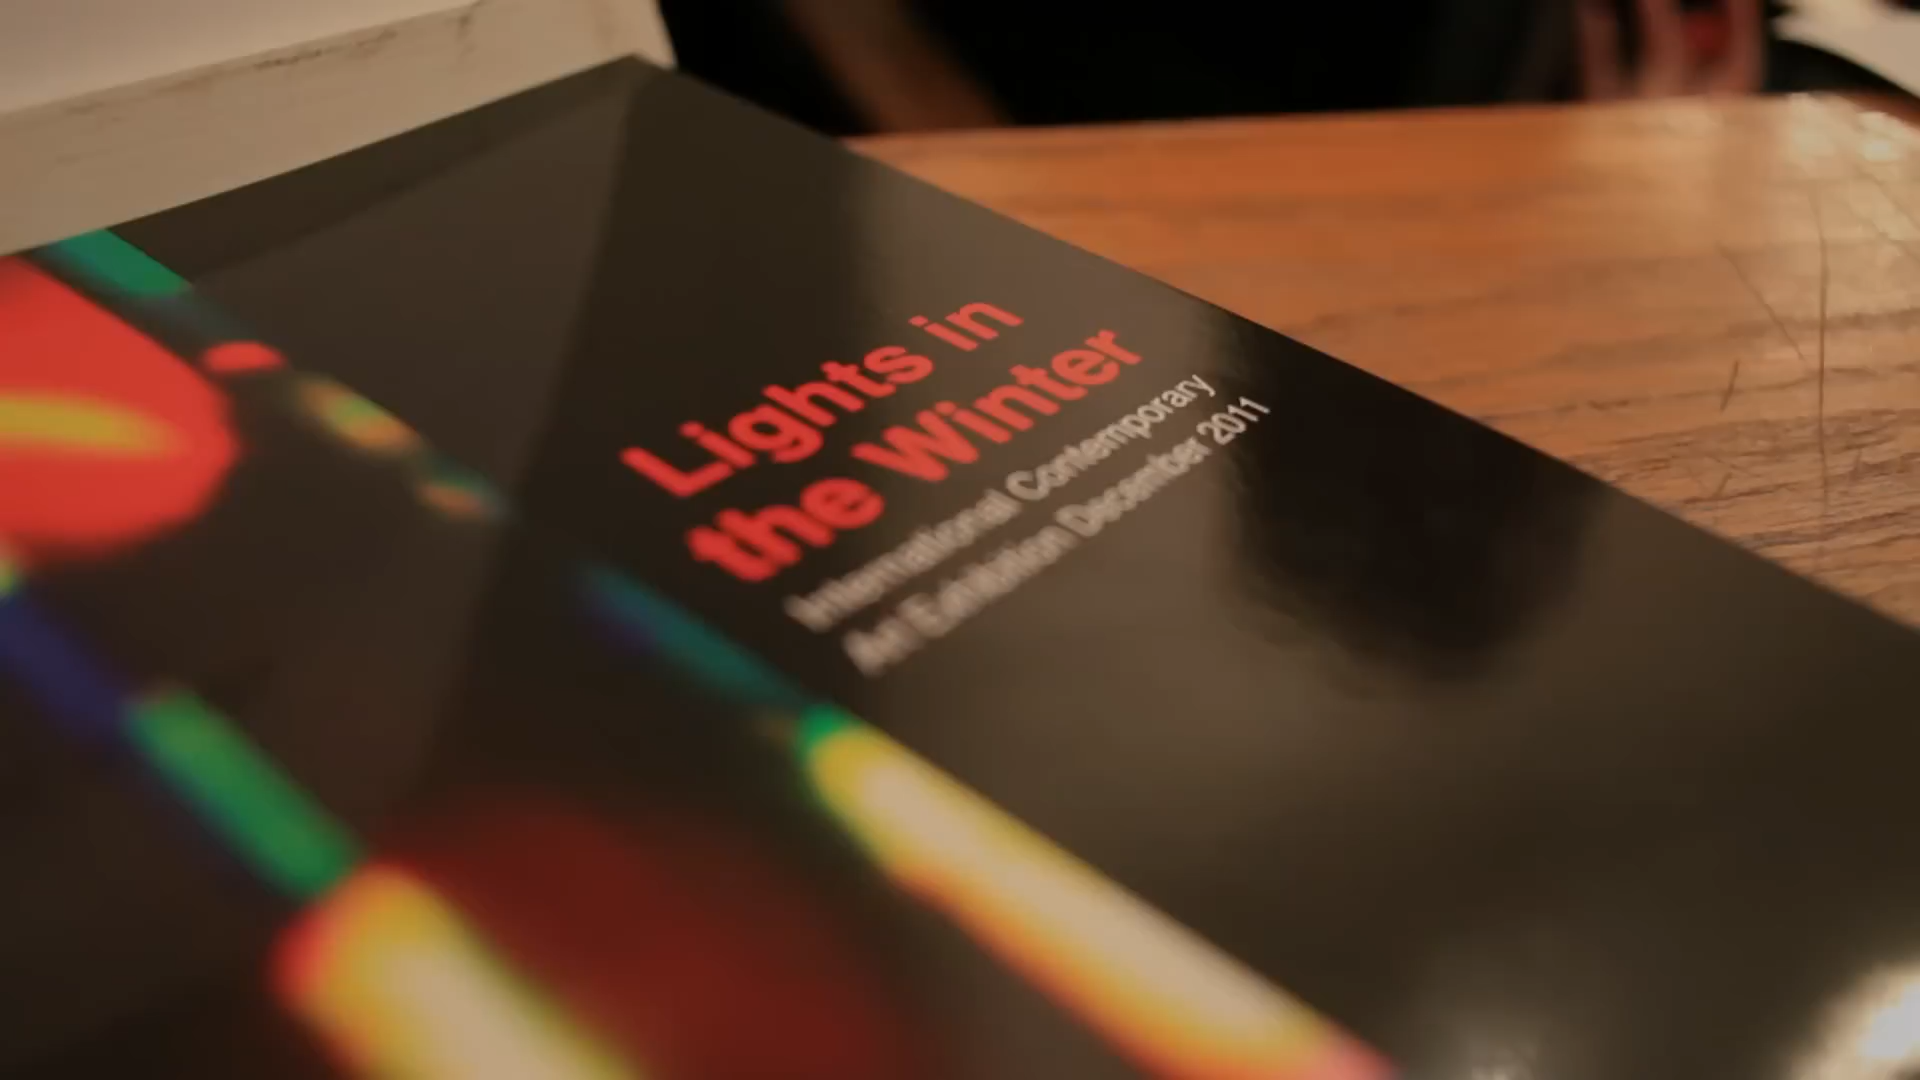 Lights in
the Winter
International Contemporary
Art Exhibition December 2011